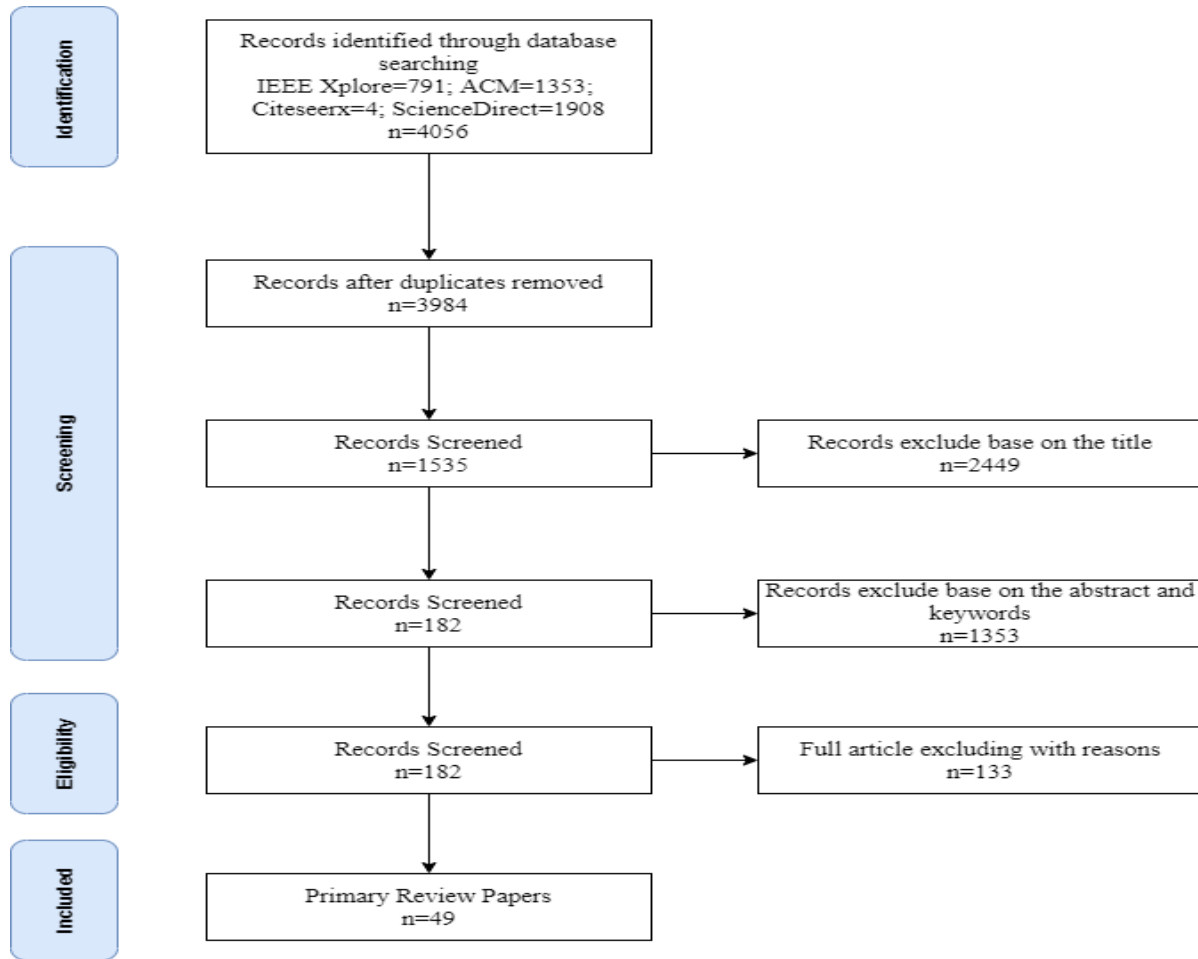 Identification
Records identified through database
searching
IEEE Xplore=791; ACM=1353;
Citeseerx=4; ScienceDirect=1908
n=4056
Screening
Records after duplicates removed
n=3984
Records Screened
n=1535
Records exclude base on the title
n=2449
Records Screened
n=182
Records exclude base on the abstract and
keywords
n=1353
Eligibility
Records Screened
n=182
Full article excluding with reasons
n=133
Included
Primary Review Papers
n=49